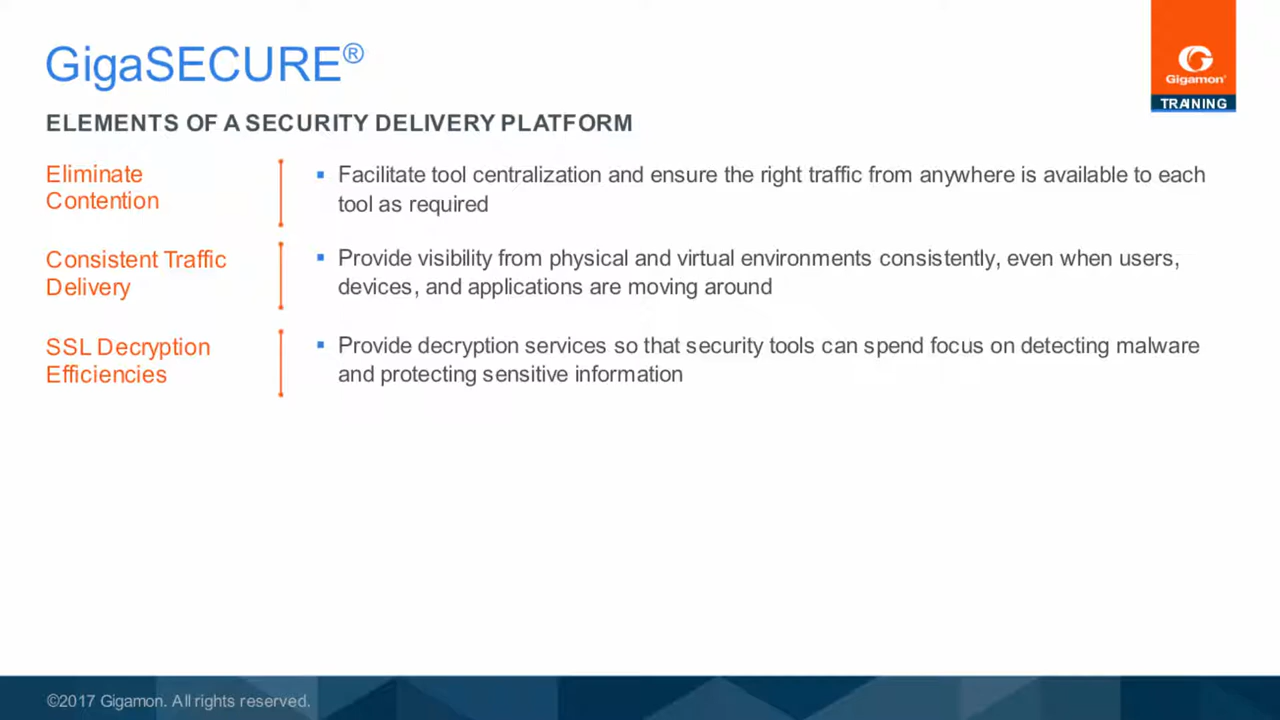 GigaSECURE®
Gigamon®
TRAINING
ELEMENTS OF A SECURITY DELIVERY PLATFORM
Eliminate
Contention
▪ Facilitate tool centralization and ensure the right traffic from anywhere is available to each
tool as required
Consistent Traffic
Delivery
▪ Provide visibility from physical and virtual environments consistently, even when users,
devices, and applications are moving around
SSL Decryption
Efficiencies
▪ Provide decryption services so that security tools can spend focus on detecting malware
and protecting sensitive information
©2017 Gigamon. All rights reserved.